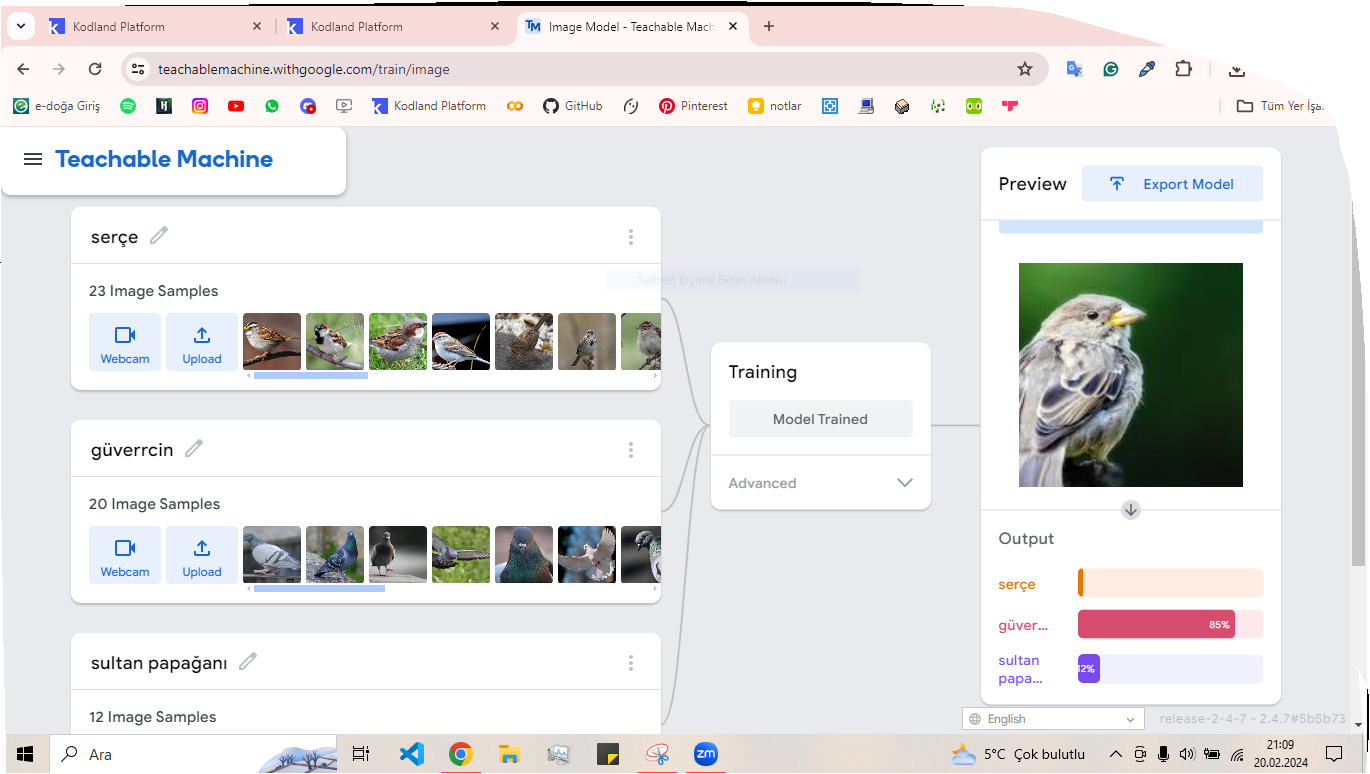 Kodland Platform
Kodland Platform
Image Model - Teachable Mach
teachablemachine.withgoogle.com/train/image
e-doğa Giriş
Kodland Platform
GitHub
Pinterest
notlar
Tüm Yer İşa
Teachable Machine
serçe
23 Image Samples
Webcam
Upload
güverrcin
20 Image Samples
Webcam
Upload
sultan papağanı
12 Image Samples
Serbest Biçimli Ekran Alıntısı
Training
Model Trained
Advanced
Preview
Export Model
Output
serçe
güver...
85%
sultan
papa...
12%
English
release-2-4-7 - 2.4.7#5b5b73
Ara
zm
5°C Çok bulutlu
21:09
20.02.2024